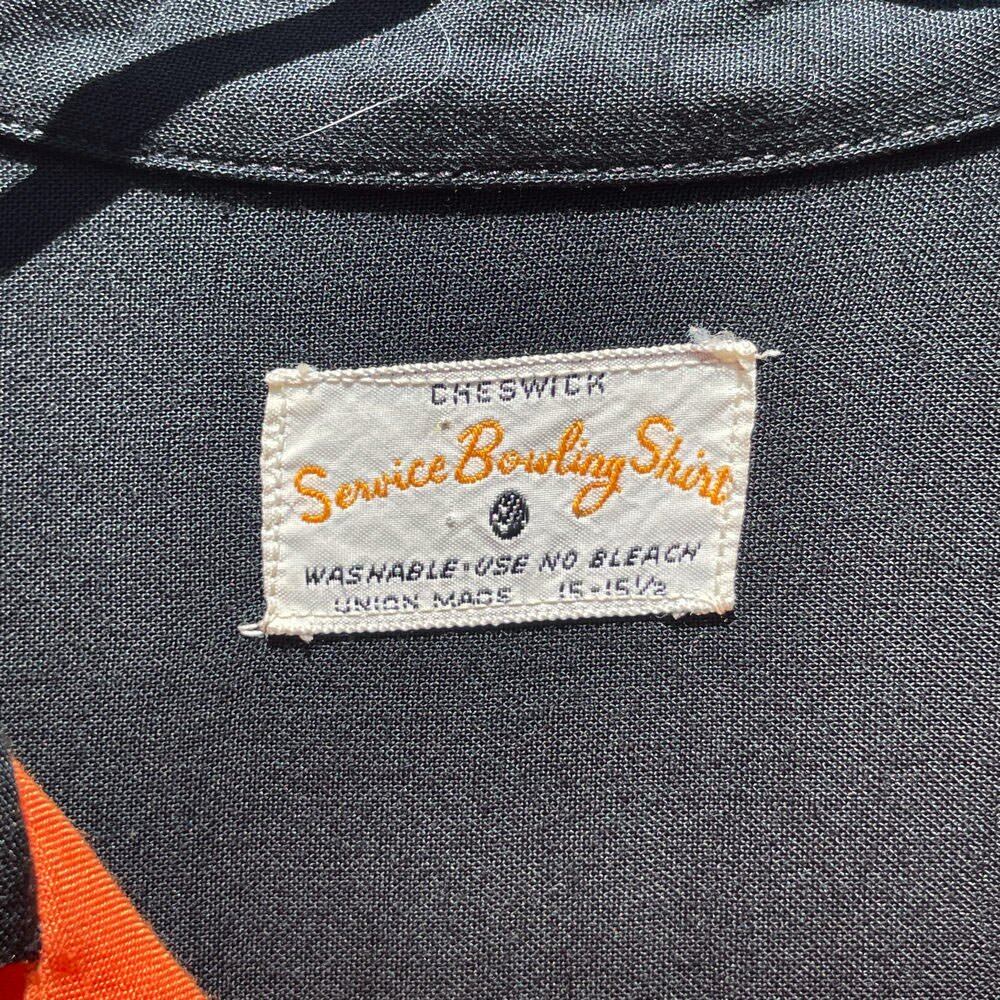 CHESWICK
Service Bowling Shirt
WASHABLE·USE NO BLEACH
UNION MADE 15-15½